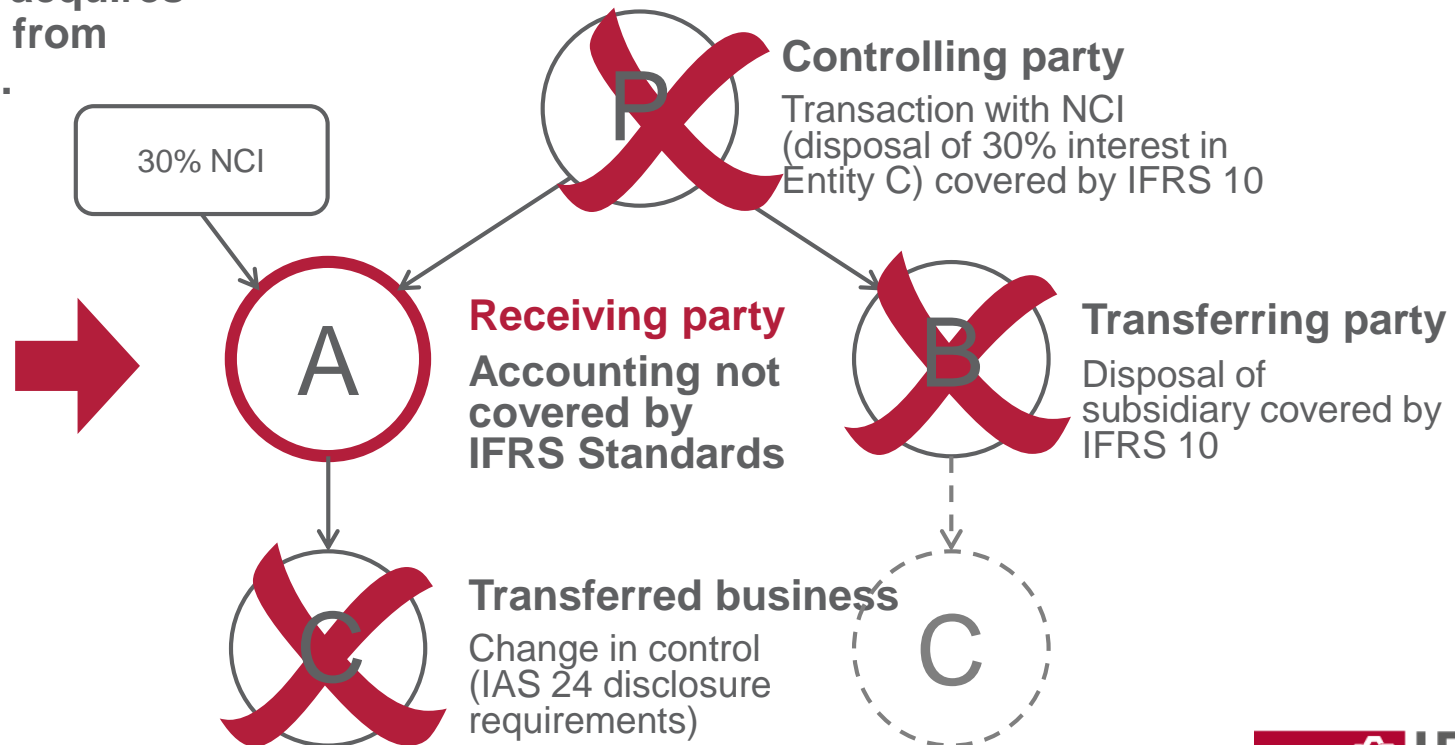 acquires
from
.
P
Controlling party
Transaction with NCI
(disposal of 30% interest in
Entity C) covered by IFRS 10
30% NCI
A
Receiving party
Accounting not
covered by
IFRS Standards
B
Transferring party
Disposal of
subsidiary covered by
IFRS 10
C
Transferred business
Change in control
(IAS 24 disclosure
requirements)
C